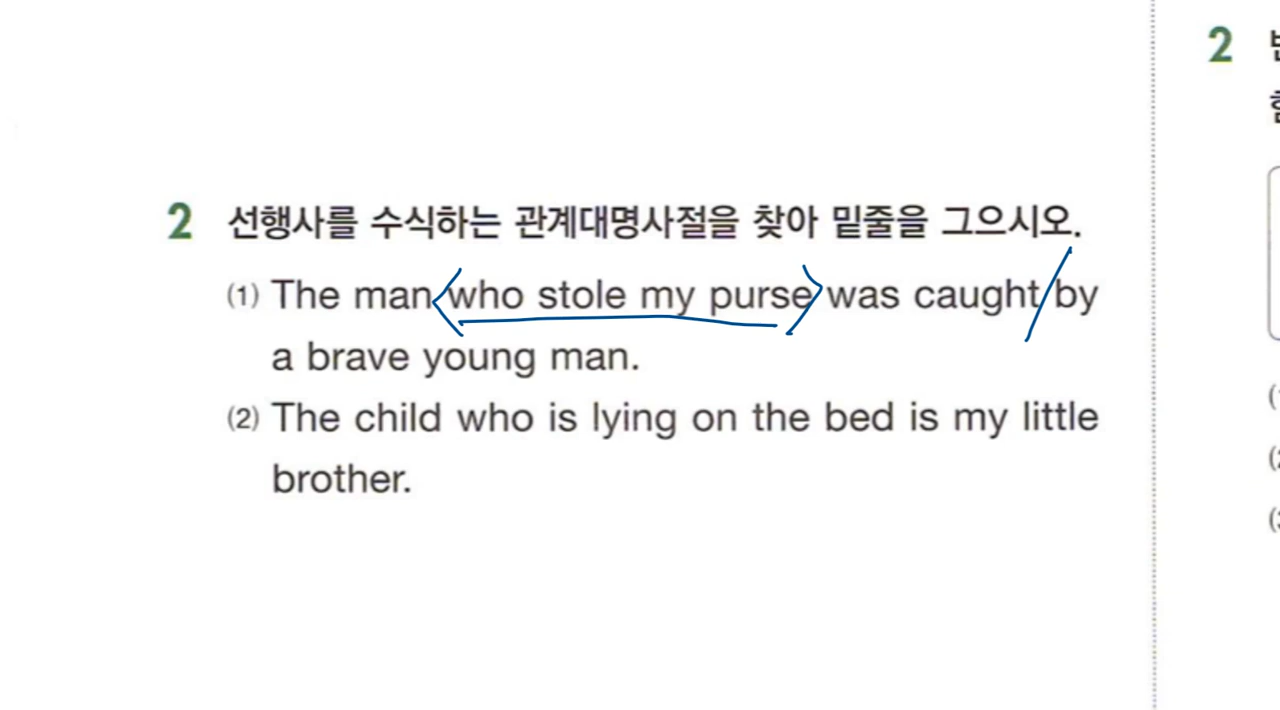 2 선행사를 수식하는 관계대명사절을 찾아 밑줄을 그으시오.
(1) The man who stole my purse was caught by
a brave young man.
(2) The child who is lying on the bed is my little
brother.
2